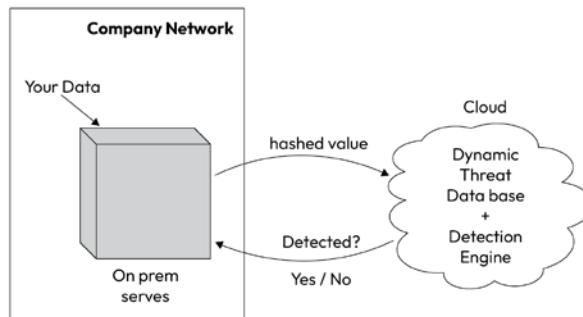 Company Network
Your Data
On prem
serves
hashed value
Detected?
Yes / No
Cloud
Dynamic
Threat
Data base
+
Detection
Engine